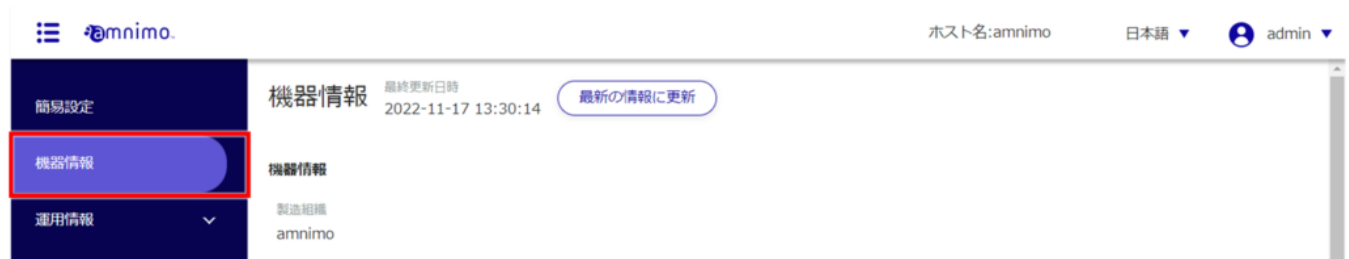 amnimo.
ホスト名:amnimo
日本語 ▼
admin ▼
簡易設定
機器情報
運用情報
機器情報
最終更新日時
2022-11-17 13:30:14
最新の情報に更新
機器情報
製造組織
amnimo